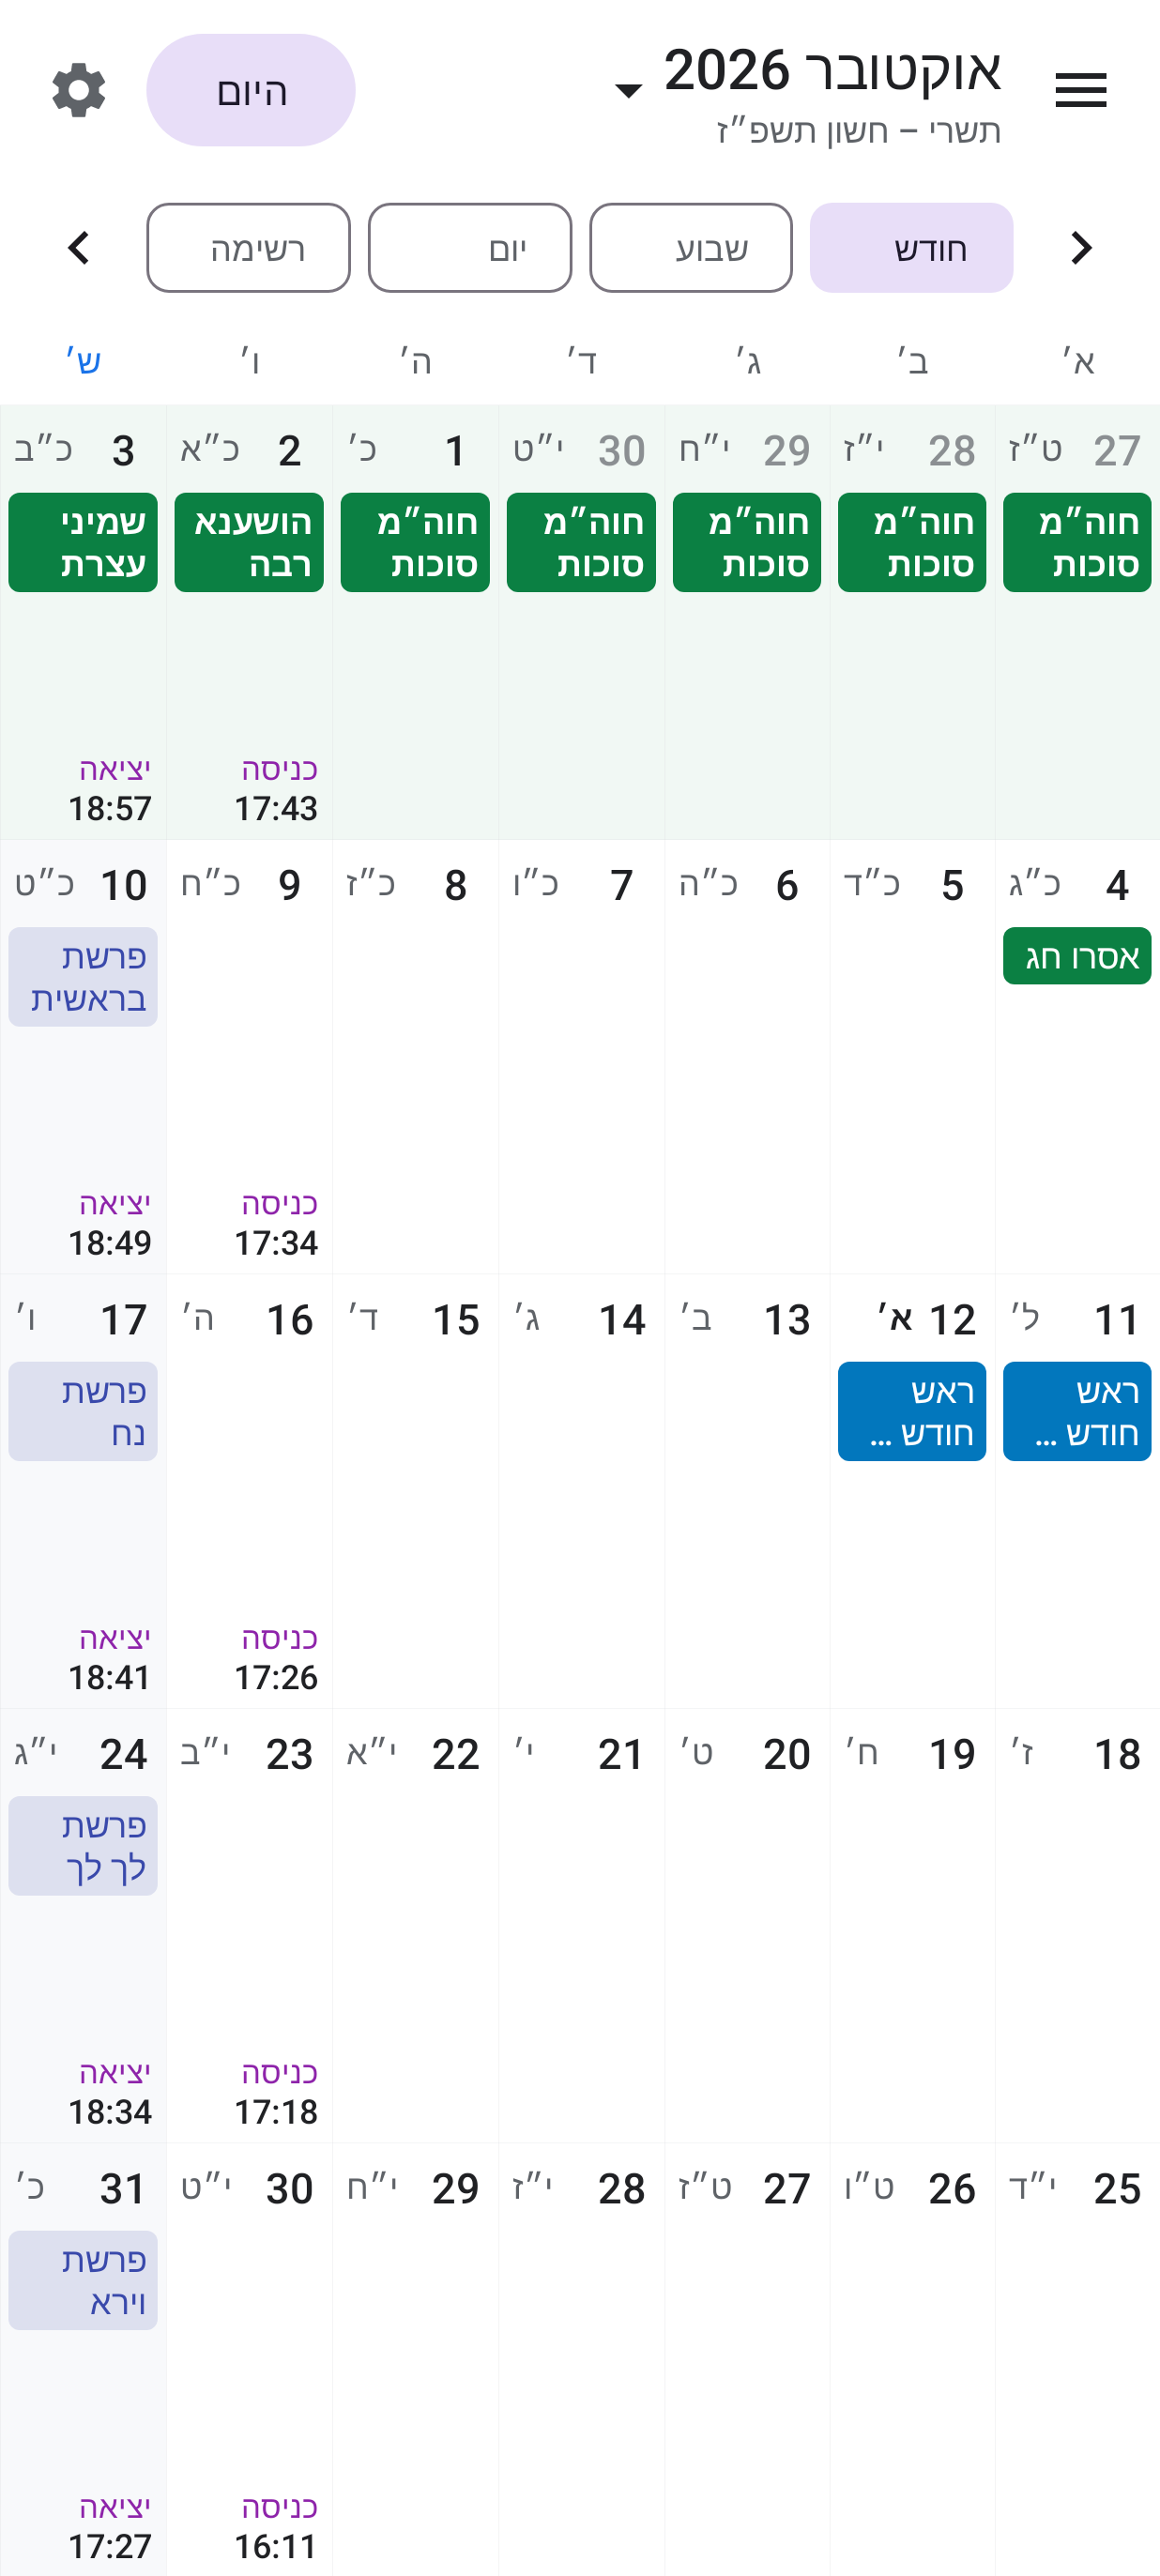 אוקטובר 2026
תשרי – חשון תשפ״ז
היום
חודש
שבוע
יום
רשימה
א׳ ב׳ ג׳ ד׳ ה׳ ו׳ ש׳
27 ט״ז 28 י״ז 29 י״ח 30 י״ט 1 כ׳ 2 כ״א 3 כ״ב
חוה״מ
סוכות
חוה״מ
סוכות
חוה״מ
סוכות
חוה״מ
סוכות
חוה״מ
סוכות
הושענא
רבה
שמיני
עצרת
כניסה
17:43
יציאה
18:57
4 כ״ג 5 כ״ד 6 כ״ה 7 כ״ו 8 כ״ז 9 כ״ח 10 כ״ט
אסרו חג
פרשת
בראשית
כניסה
17:34
יציאה
18:49
11 ל׳ 12 א׳ 13 ב׳ 14 ג׳ 15 ד׳ 16 ה׳ 17 ו׳
ראש
חודש ...
ראש
חודש ...
פרשת
נח
כניסה
17:26
יציאה
18:41
18 ז׳ 19 ח׳ 20 ט׳ 21 י׳ 22 י״א 23 י״ב 24 י״ג
פרשת
לך לך
כניסה
17:18
יציאה
18:34
25 י״ד 26 ט״ו 27 ט״ז 28 י״ז 29 י״ח 30 י״ט 31 כ׳
פרשת
וירא
כניסה
16:11
יציאה
17:27